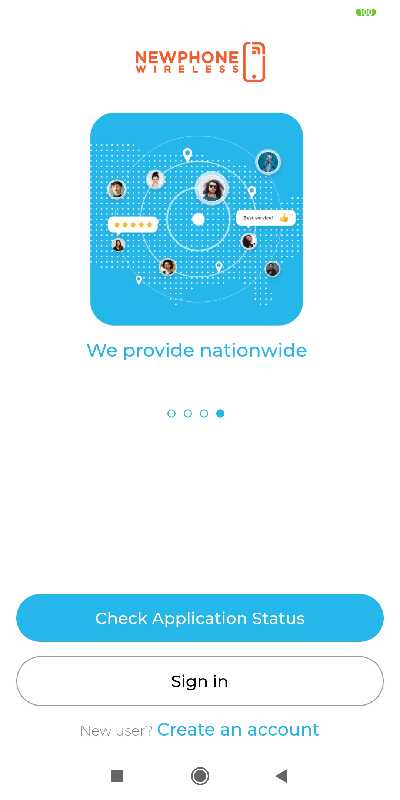 100
NEWPHONE
WIRELESS
Best service!
We provide nationwide
Check Application Status
Sign in
New user? Create an account